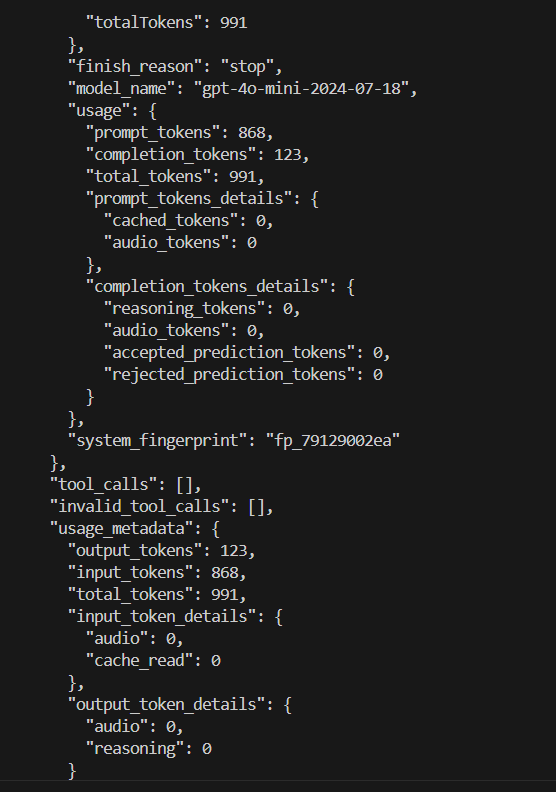 "totalTokens": 991
},
"finish_reason": "stop",
"model_name": "gpt-4o-mini-2024-07-18",
"usage": {
"prompt_tokens": 868,
"completion_tokens": 123,
"total_tokens": 991,
"prompt_tokens_details": {
"cached_tokens": 0,
"audio_tokens": 0
},
"completion_tokens_details": {
"reasoning_tokens": 0,
"audio_tokens": 0,
"accepted_prediction_tokens": 0,
"rejected_prediction_tokens": 0
}
},
"system_fingerprint": "fp_79129002ea"
},
"tool_calls": [],
"invalid_tool_calls": [],
"usage_metadata": {
"output_tokens": 123,
"input_tokens": 868,
"total_tokens": 991,
"input_token_details": {
"audio": 0,
"cache_read": 0
},
"output_token_details": {
"audio": 0,
"reasoning": 0
}